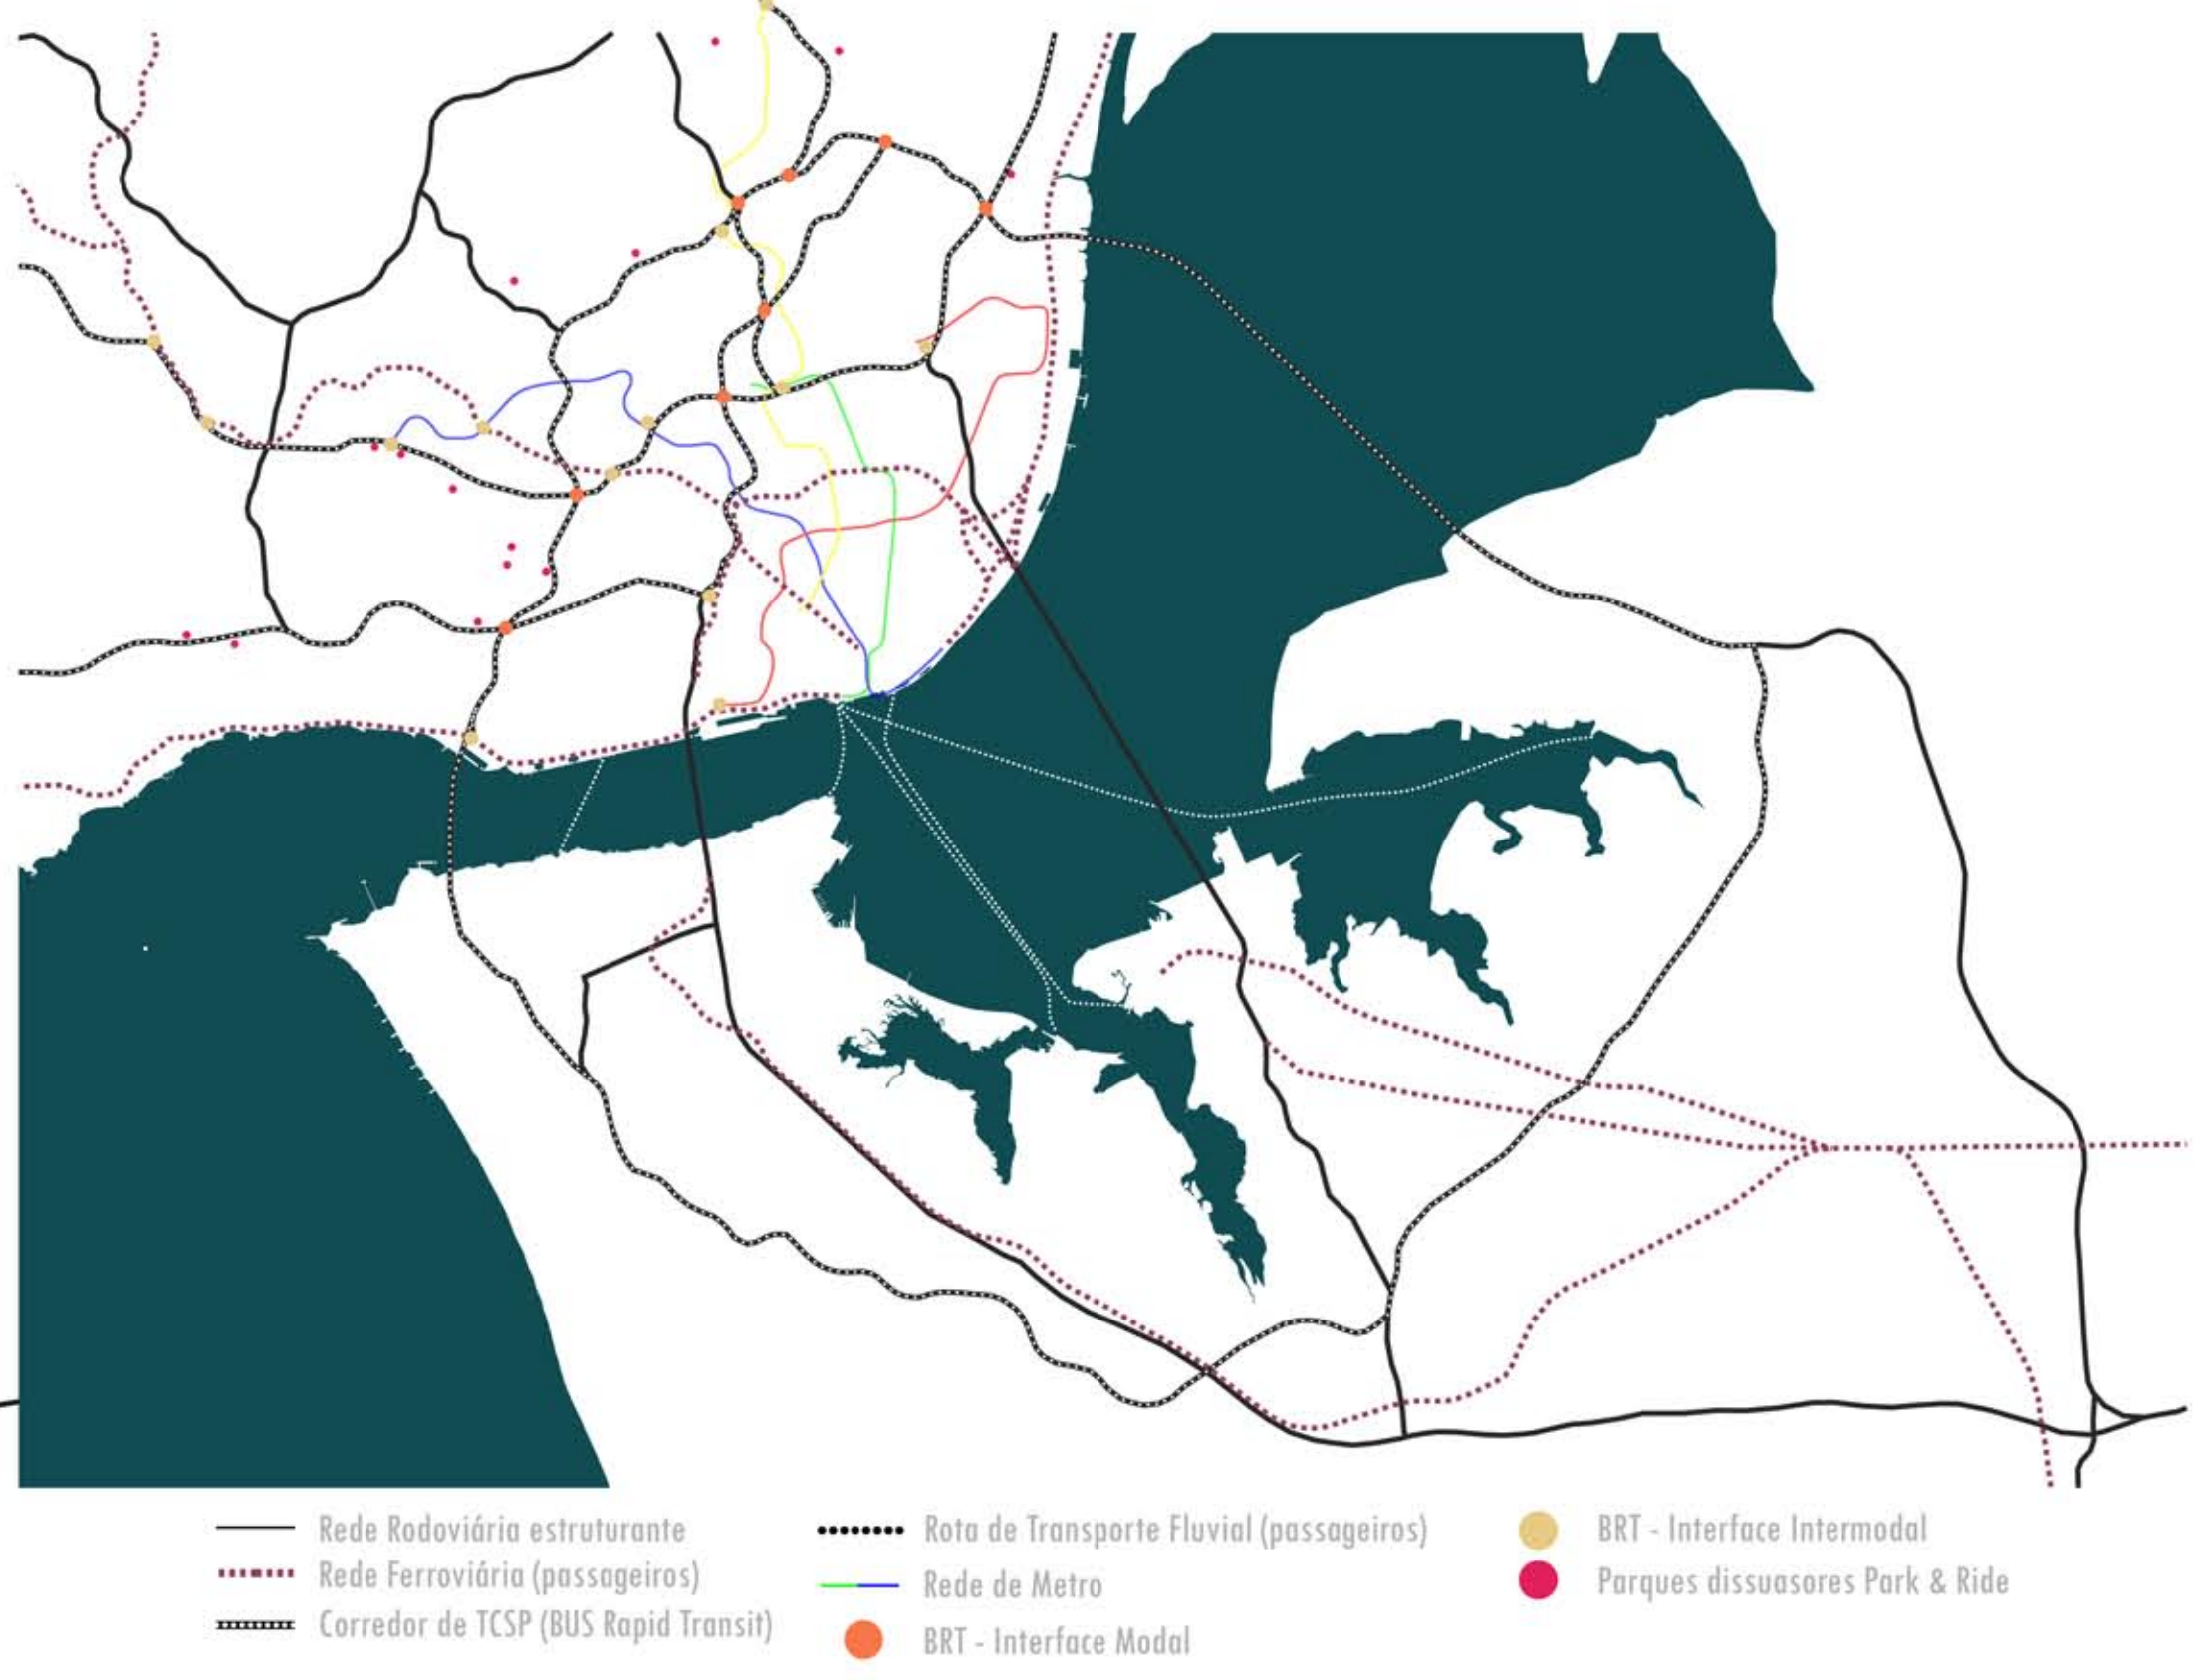 Rede Rodoviária estruturante
Rede Ferroviária (passageiros)
Corredor de TCSP (BUS Rapid Transit)
Rota de Transporte Fluvial (passageiros)
Rede de Metro
BRT - Interface Modal
BRT - Interface Intermodal
Parques dissuasores Park & Ride